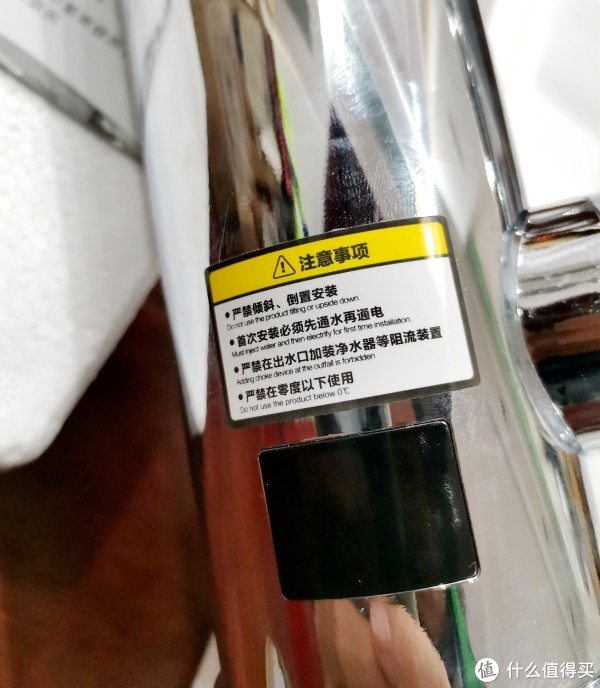 注意事项
• 严禁倾斜、倒置安装
Do not use the product tilting or upside down.
• 首次安装必须先通水再通电
Must inject water and then electrify for first time installation.
• 严禁在出水口加装净水器等阻流装置
Adding choke device at the outfall is forbidden
• 严禁在零度以下使用
Do not use the product below 0℃
值 什么值得买